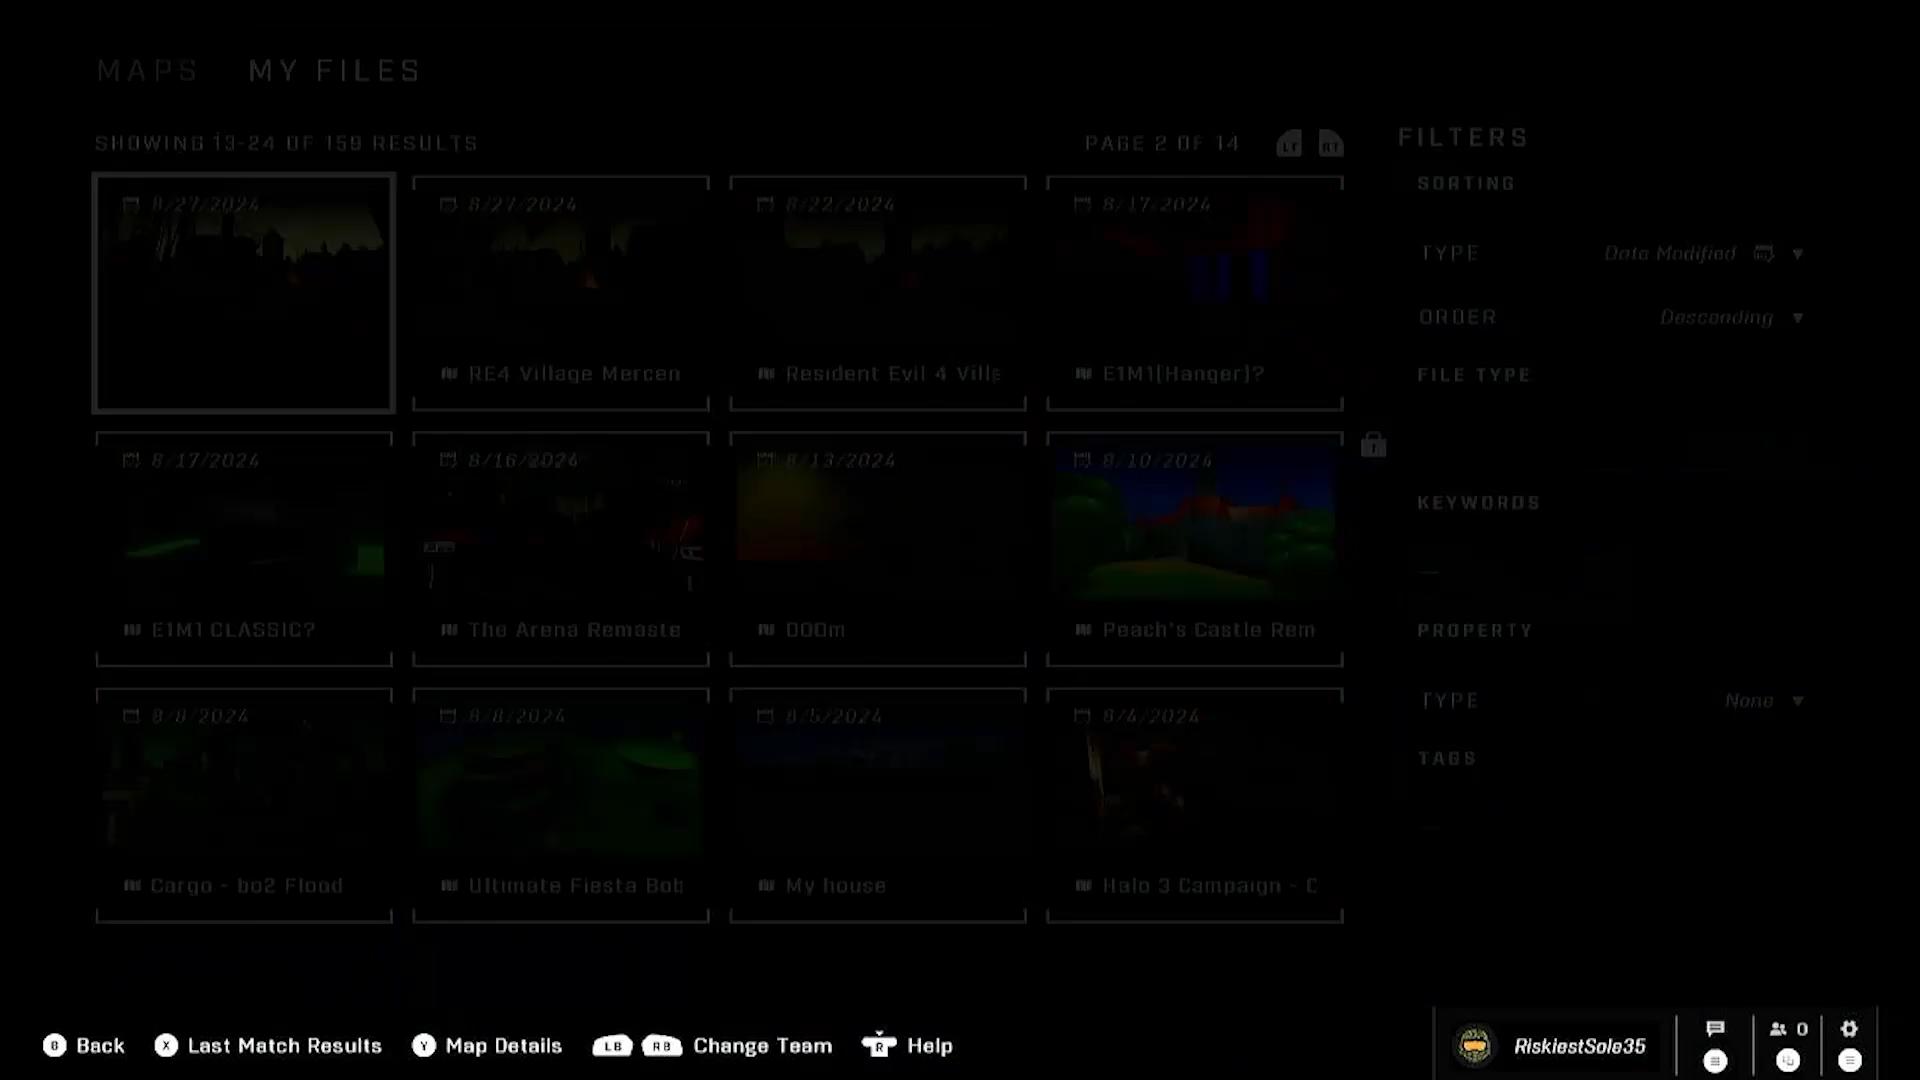 MAPS MY FILES
SHOWING 13-24 OF 159 RESULTS
PAGE 2 OF 14 LT RT
FILTERS
SORTING
TYPE Date Modified
ORDER Descending
FILE TYPE
KEYWORDS
PROPERTY
TYPE None
TAGS
8/27/2024 8/27/2024 8/22/2024 8/17/2024
RE4 Village Mercen Resident Evil 4 Ville E1M1(Hanger)?
8/17/2024 8/16/2024 8/13/2024 8/10/2024
E1M1 CLASSIC? The Arena Remaste DOOm Peach's Castle Rem
8/8/2024 8/8/2024 8/5/2024 8/4/2024
Cargo - bo2 Flood Ultimate Fiesta Bob My house Halo 3 Campaign - C
B Back X Last Match Results Y Map Details LB RB Change Team R Help
RiskiestSole35 0